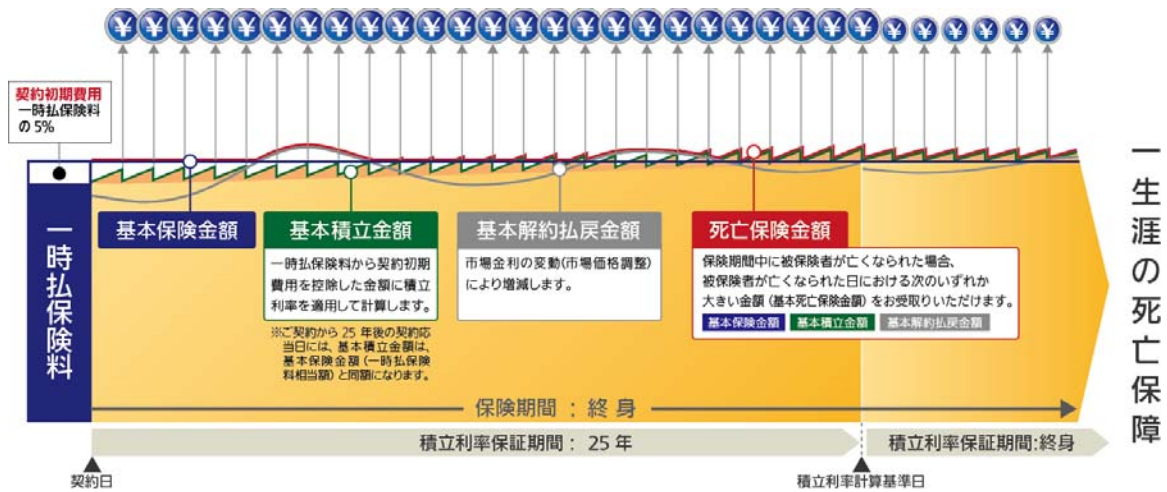 契約初期費用
一時払保険料
の5%
一時払保険料
基本保険金額
基本積立金額
一時払保険料から契約初期
費用を控除した金額に積立
利率を適用して計算します。
※ご契約から 25 年後の契約応
当日には、基本積立金額は、
基本保険金額（一時払保険
料相当額）と同額になります。
基本解約払戻金額
市場金利の変動(市場価格調整)
により増減します。
死亡保険金額
保険期間中に被保険者が亡くなられた場合、
被保険者が亡くなられた日における次のいずれか
大きい金額（基本死亡保険金額）をお受取りいただけます。
基本保険金額 基本積立金額 基本解約払戻金額
一生涯の死亡保障
保険期間 : 終身
積立利率保証期間 : 25 年
積立利率保証期間:終身
契約日
積立利率計算基準日